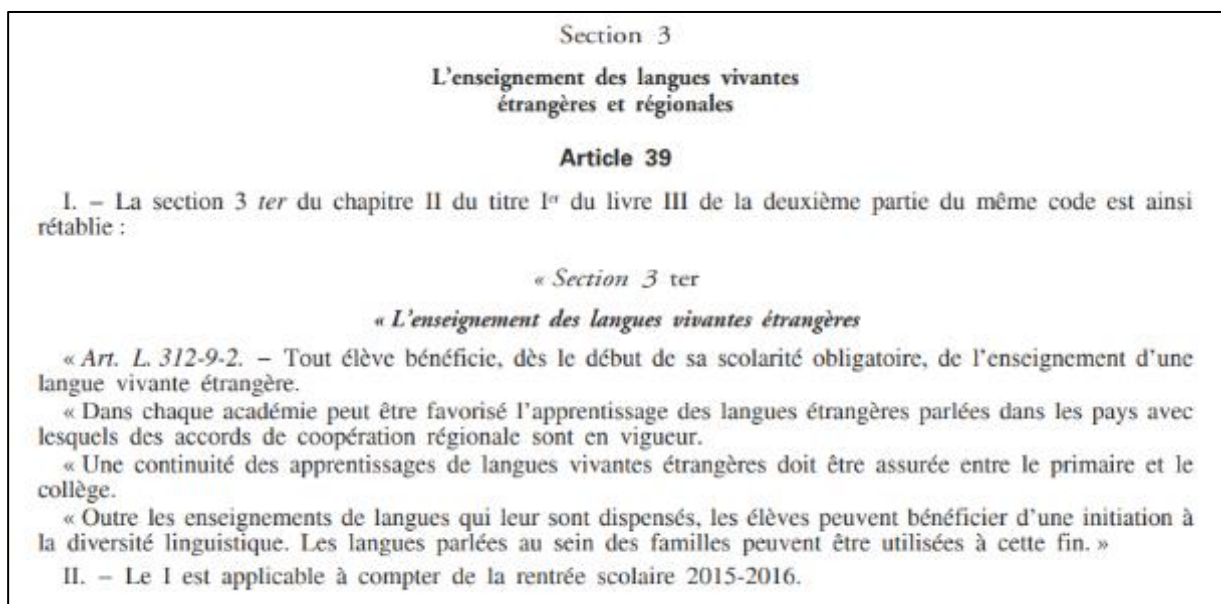 Section 3
L'enseignement des langues vivantes
étrangères et régionales
Article 39
I. – La section 3 ter du chapitre II du titre Ier du livre III de la deuxième partie du même code est ainsi
rétablie :
« Section 3 ter
« L'enseignement des langues vivantes étrangères
« Art. L. 312-9-2. – Tout élève bénéficie, dès le début de sa scolarité obligatoire, de l'enseignement d'une
langue vivante étrangère.
« Dans chaque académie peut être favorisé l'apprentissage des langues étrangères parlées dans les pays avec
lesquels des accords de coopération régionale sont en vigueur.
« Une continuité des apprentissages de langues vivantes étrangères doit être assurée entre le primaire et le
collège.
« Outre les enseignements de langues qui leur sont dispensés, les élèves peuvent bénéficier d'une initiation à
la diversité linguistique. Les langues parlées au sein des familles peuvent être utilisées à cette fin. »
II. – Le I est applicable à compter de la rentrée scolaire 2015-2016.